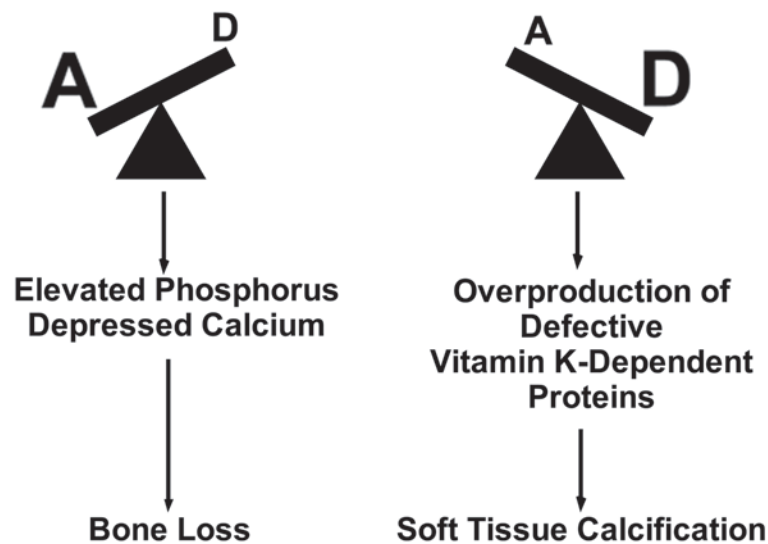 A
D
Elevated Phosphorus
Depressed Calcium
Bone Loss
A
D
Overproduction of
Defective
Vitamin K-Dependent
Proteins
Soft Tissue Calcification